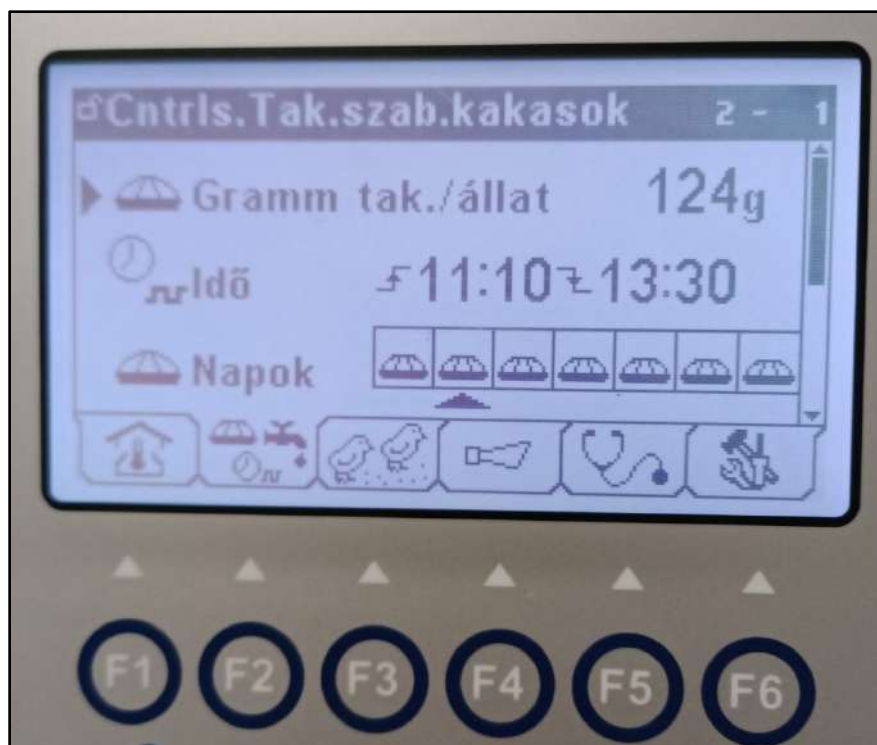 Cntrls.Tak.szab.kakasok 2 - 1
Gramm tak./állat 124g
Idő 11:10 13:30
Napok
F1 F2 F3 F4 F5 F6